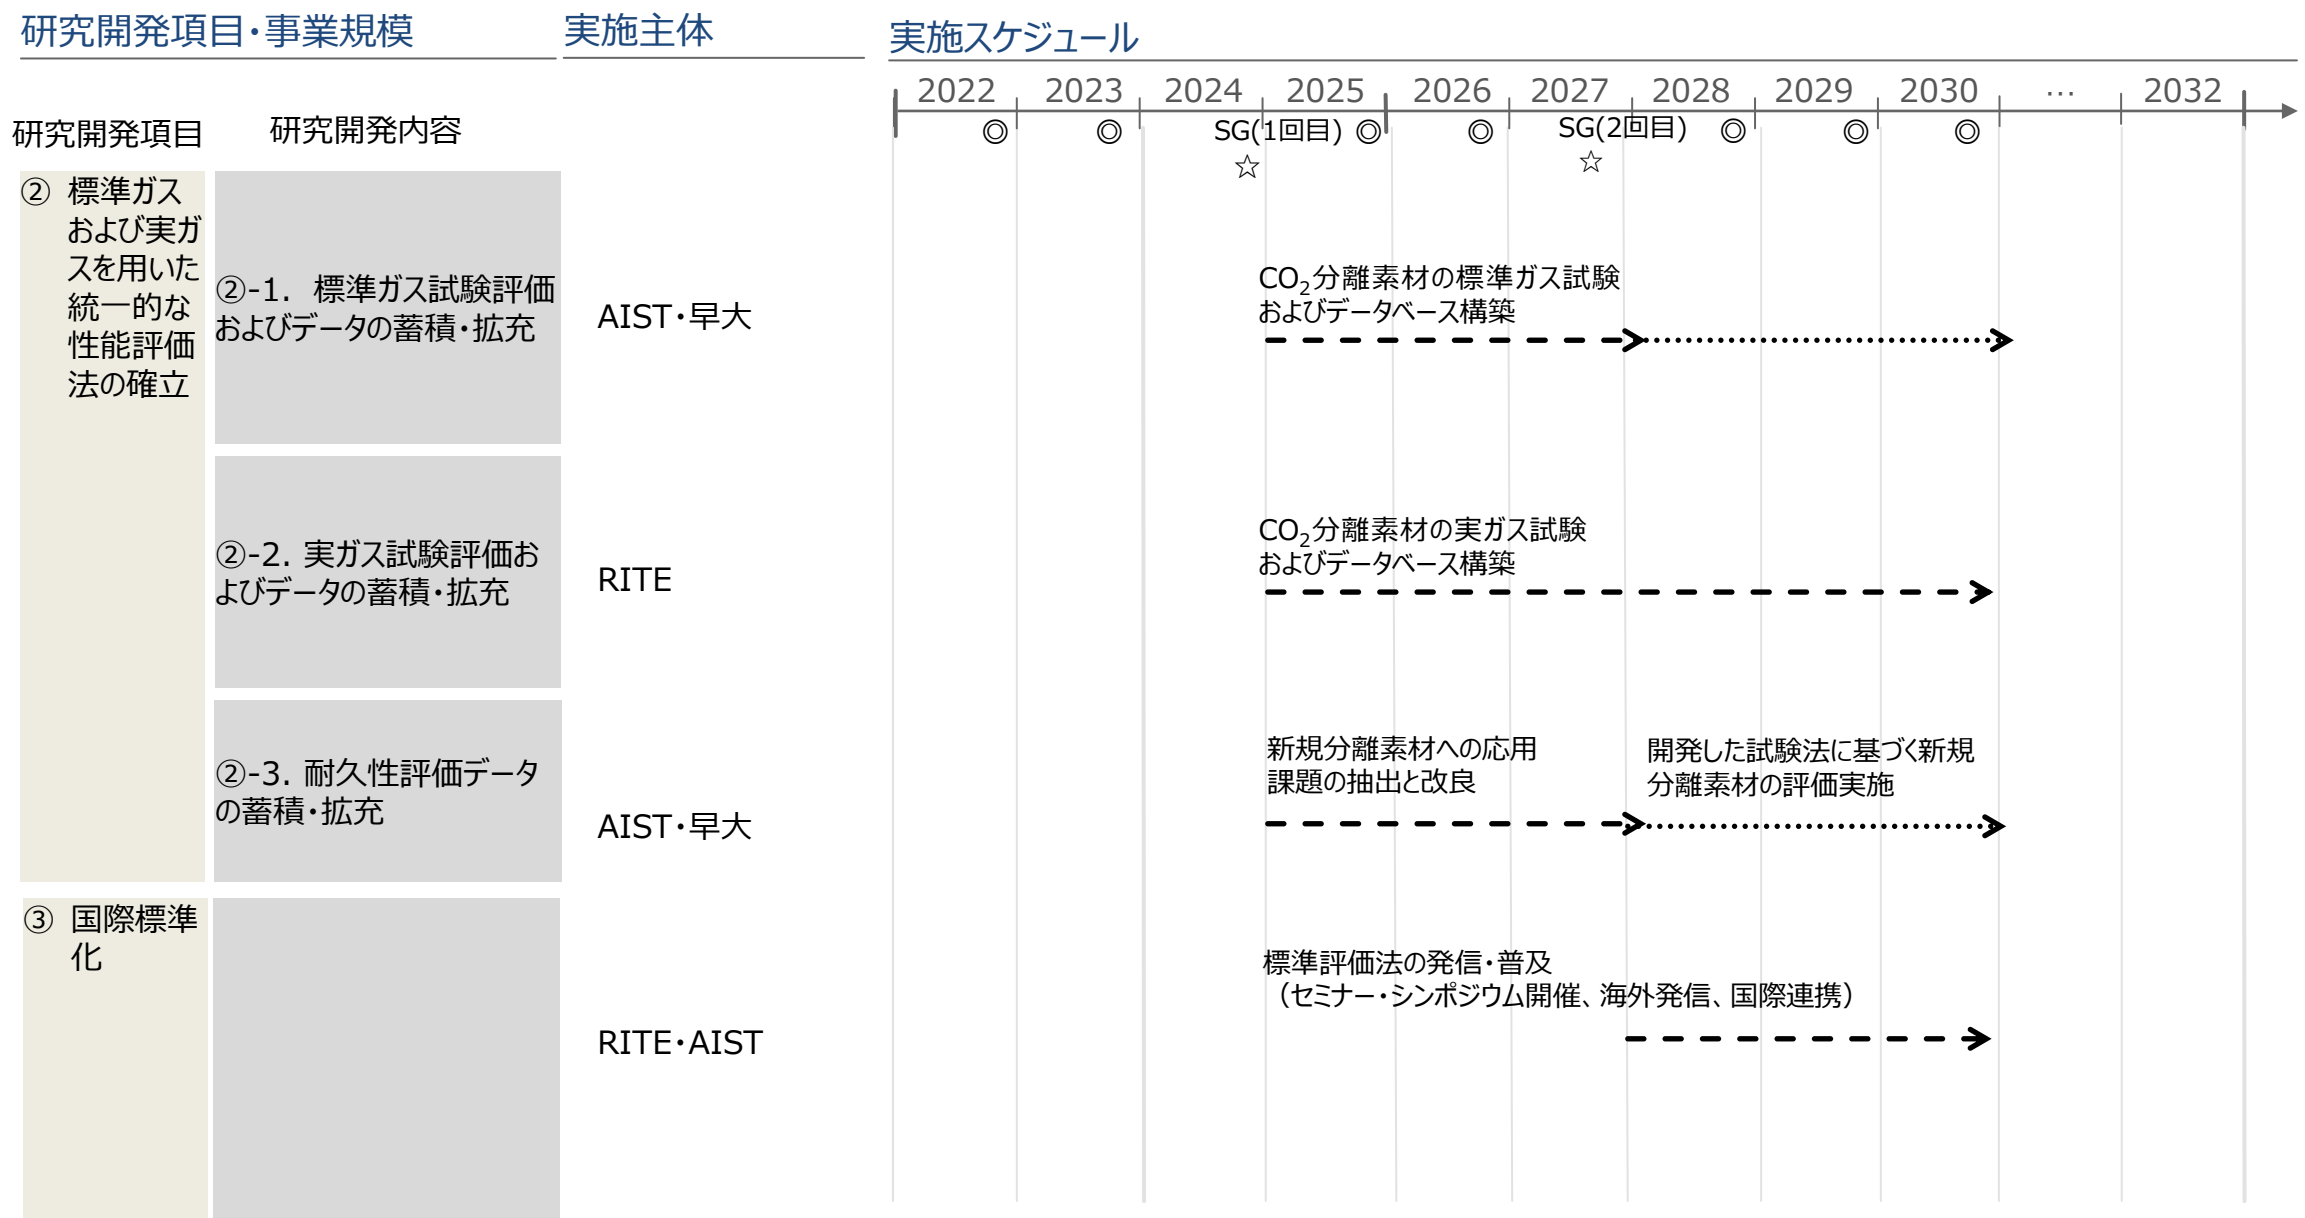 研究開発項目・事業規模
実施主体
実施スケジュール
2022 2023 2024 2025 2026 2027 2028 2029 2030 … 2032
研究開発項目
研究開発内容
◎ ◎ SG(1回目) ◎ ◎ SG(2回目) ◎ ◎ ◎
☆ ☆
② 標準ガス
および実ガ
スを用いた
統一的な
性能評価
法の確立
②-1. 標準ガス試験評価
およびデータの蓄積・拡充
AIST・早大
CO₂分離素材の標準ガス試験
およびデータベース構築
②-2. 実ガス試験評価お
よびデータの蓄積・拡充
RITE
CO₂分離素材の実ガス試験
およびデータベース構築
②-3. 耐久性評価データ
の蓄積・拡充
AIST・早大
新規分離素材への応用
課題の抽出と改良
開発した試験法に基づく新規
分離素材の評価実施
③ 国際標準
化
RITE・AIST
標準評価法の発信・普及
（セミナー・シンポジウム開催、海外発信、国際連携）